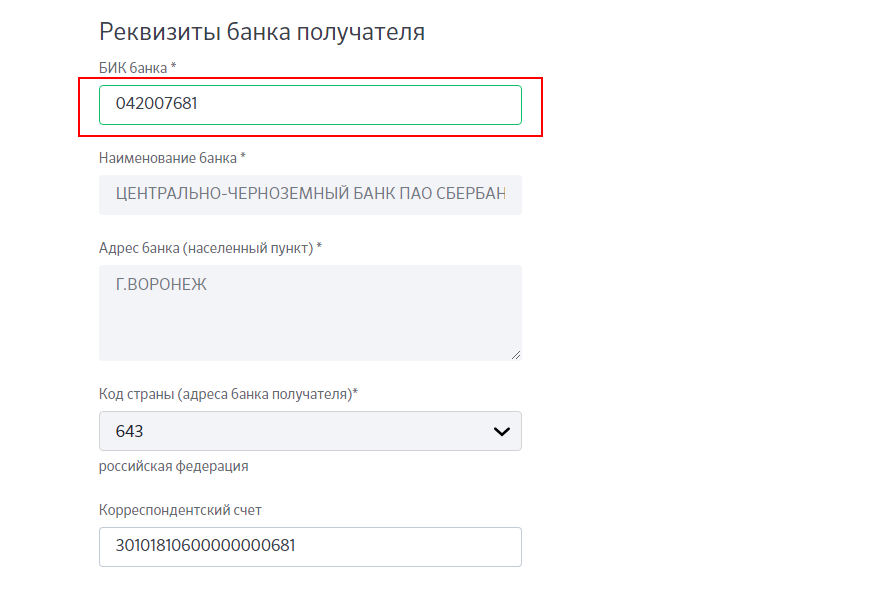 Реквизиты банка получателя
БИК банка *
042007681
Наименование банка *
ЦЕНТРАЛЬНО-ЧЕРНОЗЕМНЫЙ БАНК ПАО СБЕРБАН
Адрес банка (населенный пункт) *
Г.ВОРОНЕЖ
Код страны (адреса банка получателя)*
643
российская федерация
Корреспондентский счет
30101810600000000681